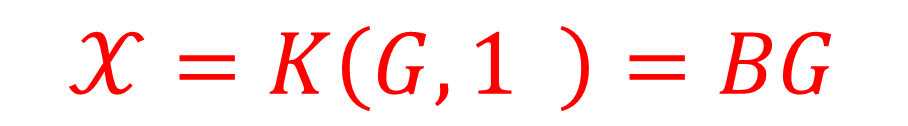 𝒳 = K(G, 1 ) = BG